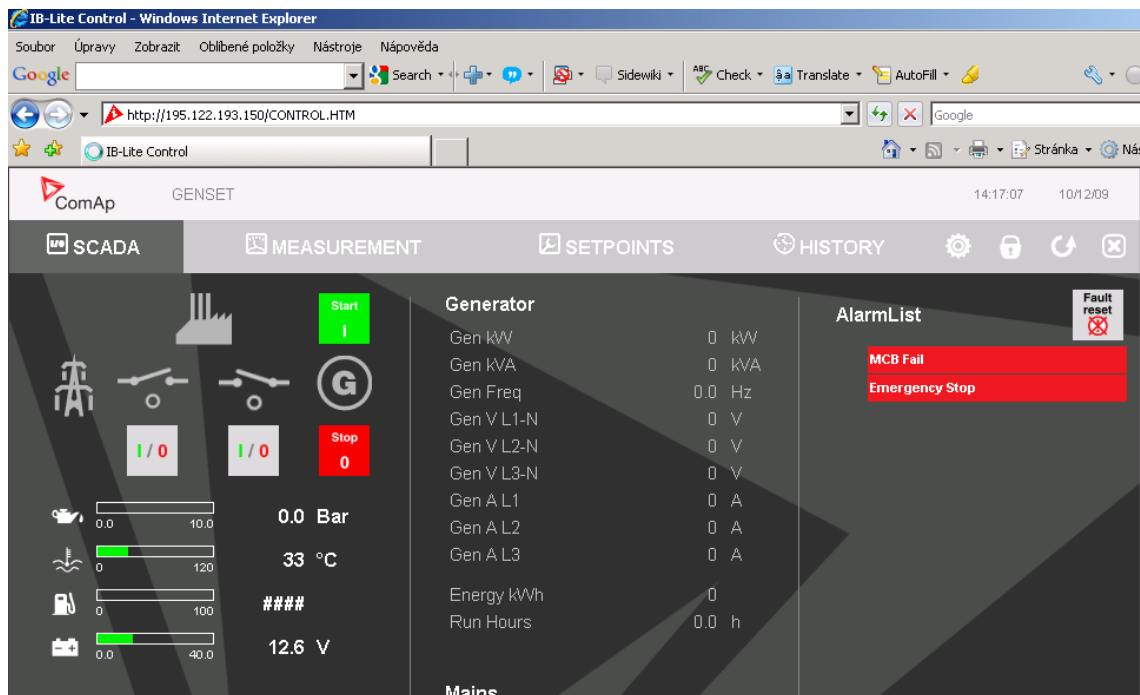 IB-Lite Control - Windows Internet Explorer
Soubor Úpravy Zobrazit Oblíbené položky Nástroje Nápověda
Google Search Sidewiki ABC Check Translate AutoFill
http://195.122.193.150/CONTROL.HTM Google
IB-Lite Control Stránka Nás
ComAp GENSET 14:17:07 10/12/09
SCADA MEASUREMENT SETPOINTS HISTORY
Start
I
I / 0
I / 0
Stop
0
0.0 10.0 0.0 Bar
0 120 33 °C
0 100 ####
0.0 40.0 12.6 V
G
Generator
Gen kW 0 kW
Gen kVA 0 kVA
Gen Freq 0.0 Hz
Gen V L1-N 0 V
Gen V L2-N 0 V
Gen V L3-N 0 V
Gen A L1 0 A
Gen A L2 0 A
Gen A L3 0 A
Energy kWh 0
Run Hours 0.0 h
Mains
AlarmList
Fault
reset
MCB Fail
Emergency Stop